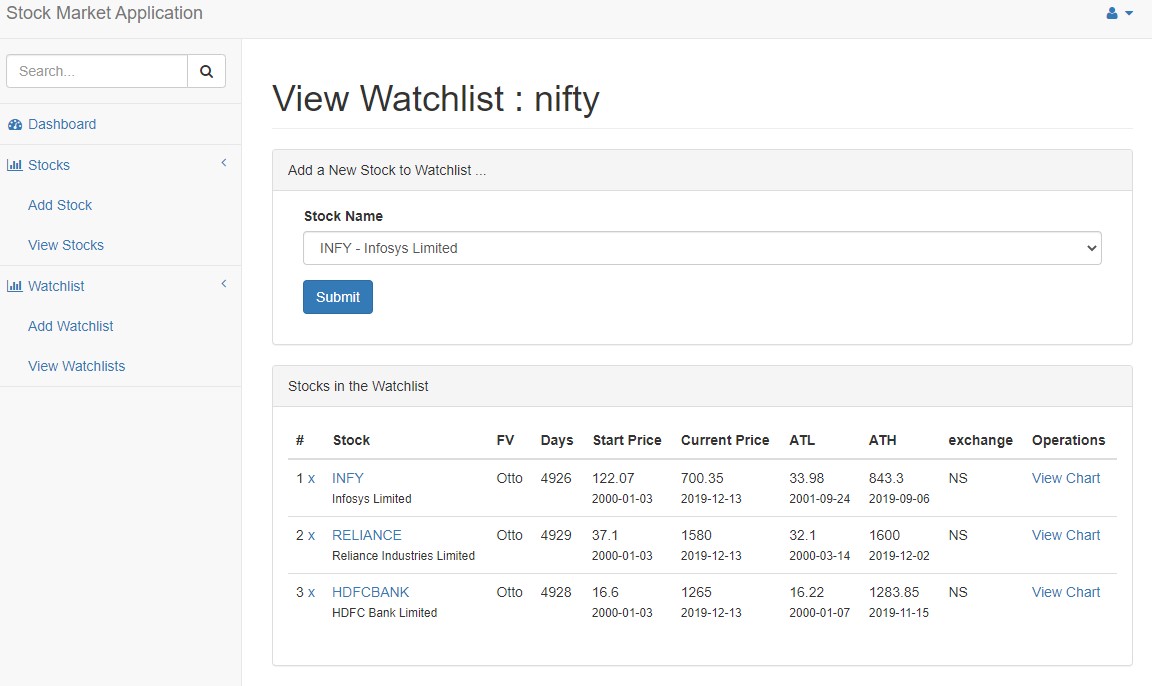 Stock Market Application
Search...
Dashboard
Stocks
Add Stock
View Stocks
Watchlist
Add Watchlist
View Watchlists
View Watchlist : nifty
Add a New Stock to Watchlist ...
Stock Name
INFY - Infosys Limited
Submit
Stocks in the Watchlist
# Stock FV Days Start Price Current Price ATL ATH exchange Operations
1 x INFY Otto 4926 122.07 700.35 33.98 843.3 NS View Chart
Infosys Limited 2000-01-03 2019-12-13 2001-09-24 2019-09-06
2 x RELIANCE Otto 4929 37.1 1580 32.1 1600 NS View Chart
Reliance Industries Limited 2000-01-03 2019-12-13 2000-03-14 2019-12-02
3 x HDFCBANK Otto 4928 16.6 1265 16.22 1283.85 NS View Chart
HDFC Bank Limited 2000-01-03 2019-12-13 2000-01-07 2019-11-15